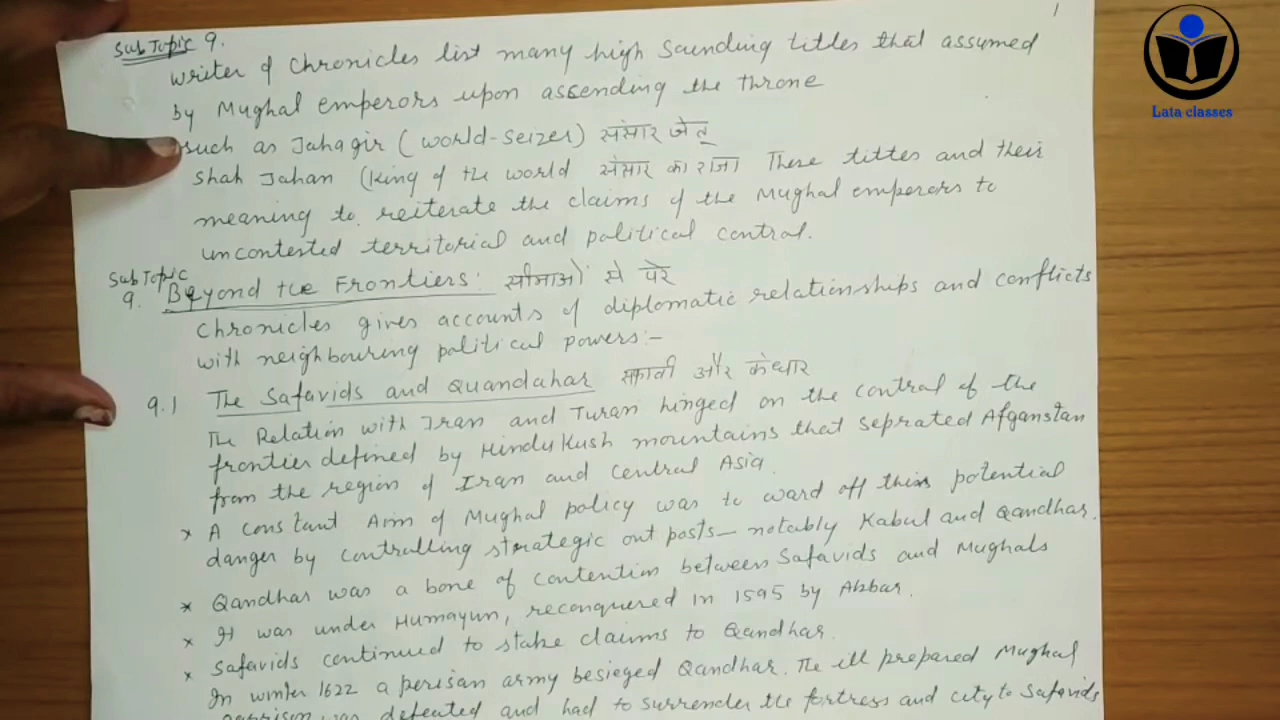 1
Lata classes
Sub Topic 9.
writer of chronicles list many high saunding titles that assumed
by Mughal emperors upon asscending the throne
such as Jahagir (world-seizer) संसार जेतू
Shah Jahan (King of the world संसार का राजा These tittes and their
meaning to reiterate the claims of the Mughal emperors to
uncontested territorial and political control.
Sub Topic
9. Beyond the Frontiers: सीमाओं से परे
Chronicles gives accounts of diplomatic relationships and conflicts
with neighbouring political powers:-
9.1 The Safavids and Quandahar सफावी और कंधार
The Relation with Iran and Turan hinged on the control of the
frontier defined by Hindu Kush mountains that seprated Afganstan
from the region of Iran and Central Asia.
* A constant Aim of Mughal policy was to ward off this potential
danger by controlling strategic out posts- notably Kabul and Qandhar.
* Qandhar was a bone of contention between Safavids and Mughals
* It was under Humayun, reconquered in 1595 by Akbar.
* Safavids continued to stake claims to Qandhar.
In winter 1622 a perisan army besieged Qandhar. The ill prepared Mughal
garrison was defeated and had to surrender the fortress and city to Safavids